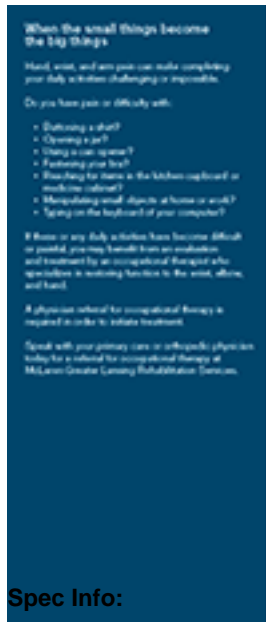 When the small things become
the big things
Hand, wrist, and arm pain can make completing
your daily activities challenging or impossible.
Do you have pain or difficulty with:
• Buttoning a shirt?
• Opening a jar?
• Using a can opener?
• Fastening your bra?
• Reaching for items in the kitchen cupboard or
medicine cabinet?
• Manipulating small objects at home or work?
• Typing on the keyboard of your computer?
If these or any daily activities have become difficult
or painful, you may benefit from an evaluation
and treatment by an occupational therapist who
specializes in restoring function to the wrist, elbow,
and hand.
A physician referral for occupational therapy is
required in order to initiate treatment.
Speak with your primary care or orthopedic physician
today for a referral for occupational therapy at
McLaren Greater Lansing Rehabilitation Services.
Spec Info: